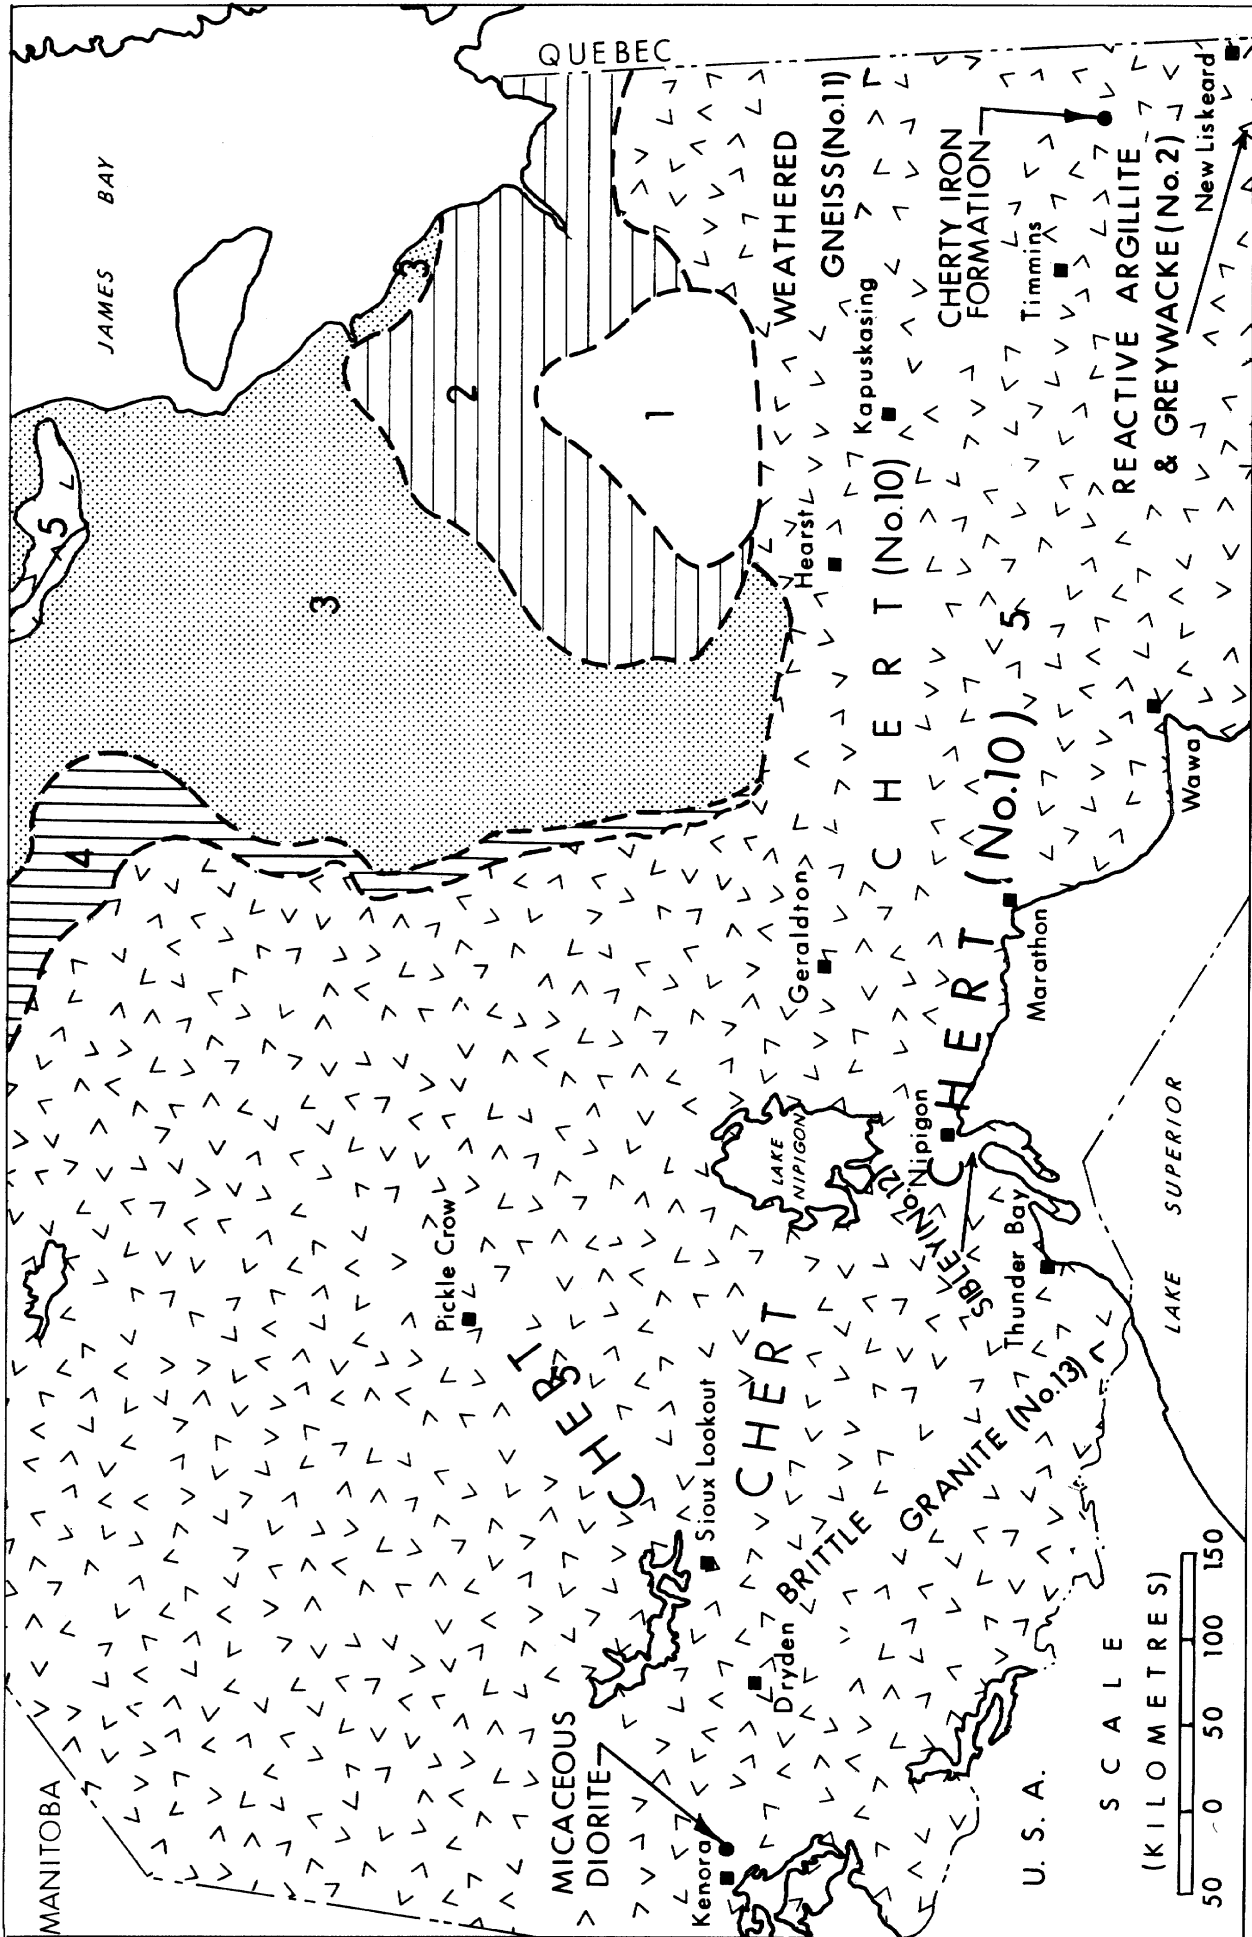 MANITOBA
JAMES BAY
QUEBEC
5
4
3
3
2
1
WEATHERED
GNEISS (No.11)
CHERTY IRON
FORMATION
Timmins
REACTIVE ARGILLITE
& GREYWACKE (No.2)
New Liskeard
Kapuskasing
Hearst
CHERT (No.10)
5
Geraldton
CHERT (No.10)
Marathon
Wawa
LAKE
NIPIGON
Nipigon
SIBLEY (No.12)
Thunder Bay
LAKE SUPERIOR
Pickle Crow
CHERT
5
CHERT
Sioux Lookout
BRITTLE GRANITE (No.13)
Dryden
MICACEOUS
DIORITE
Kenora
U. S. A.
SCALE
(KILOMETRES)
50 0 50 100 150